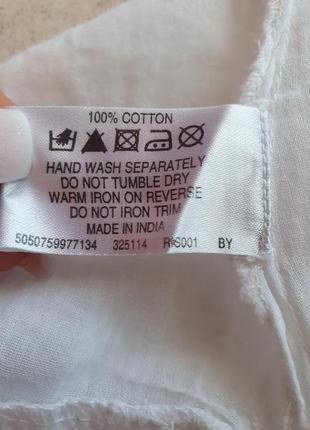 100% COTTON
HAND WASH SEPARATELY
DO NOT TUMBLE DRY
WARM IRON ON REVERSE
DO NOT IRON TRIM
MADE IN INDIA
5050759977134 325114 RIS001 BY